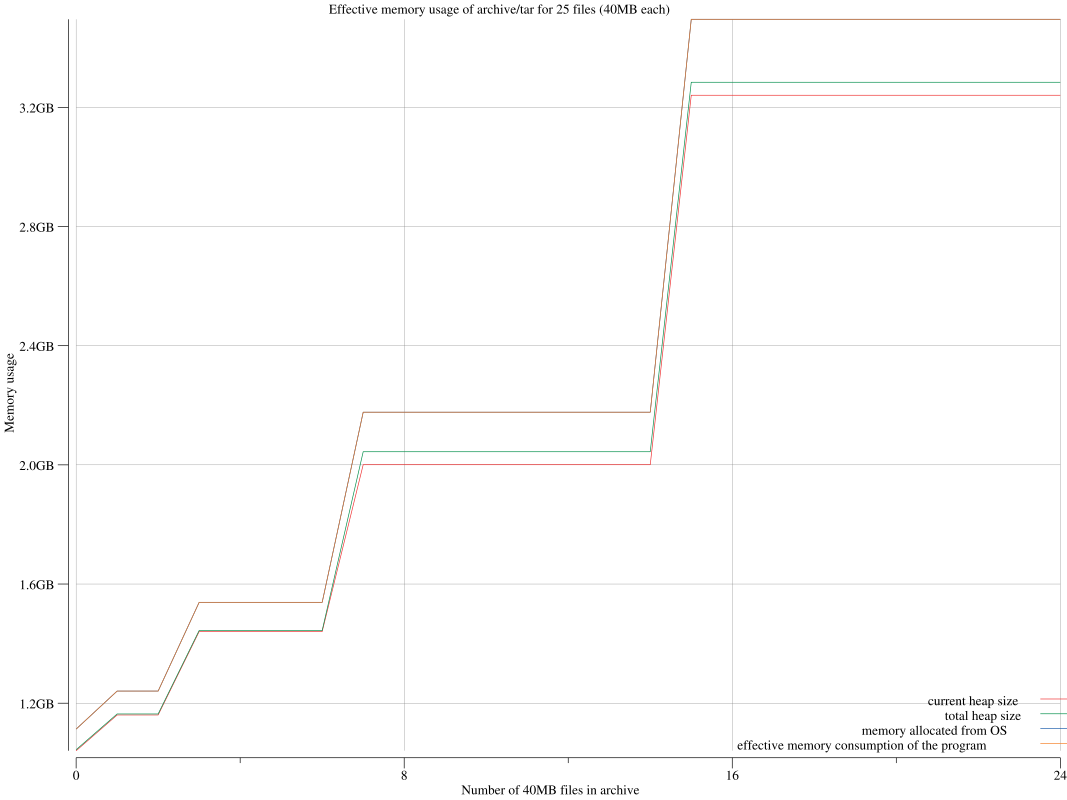 Effective memory usage of archive/tar for 25 files (40MB each)
3.2GB
2.8GB
2.4GB
Memory usage
2.0GB
1.6GB
1.2GB
current heap size
total heap size
memory allocated from OS
effective memory consumption of the program
0
8
16
24
Number of 40MB files in archive